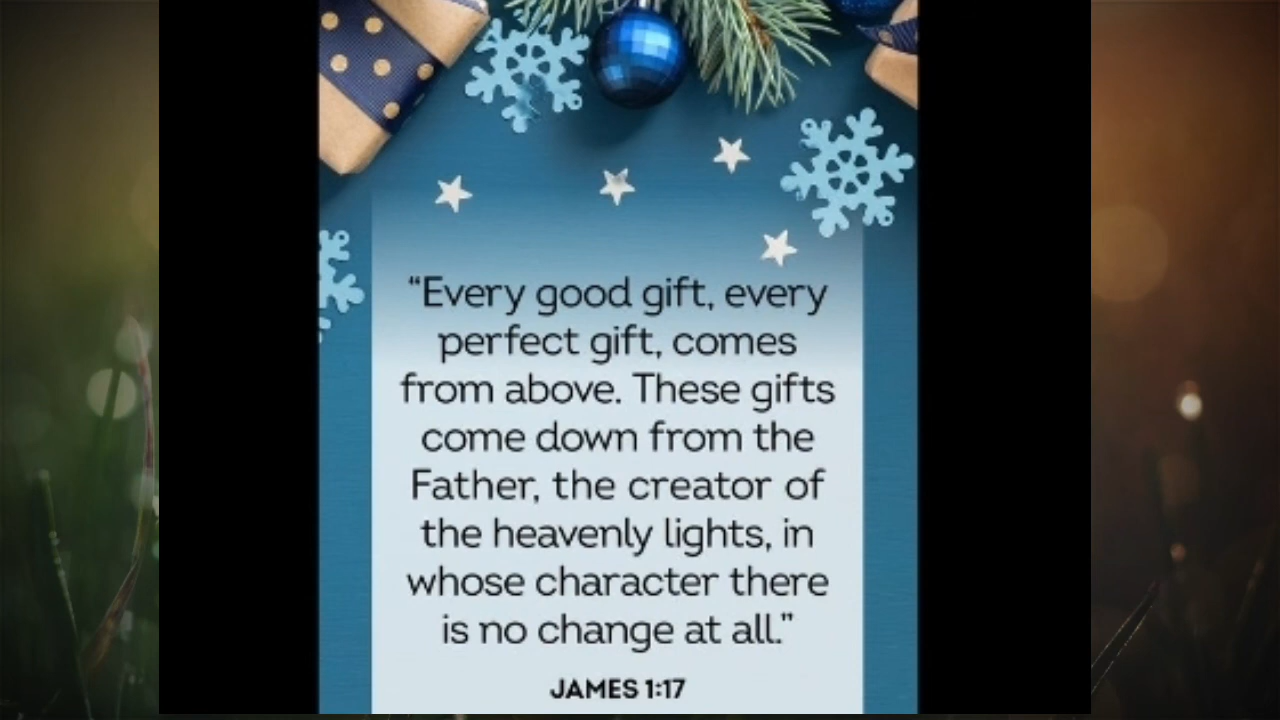 “Every good gift, every
perfect gift, comes
from above. These gifts
come down from the
Father, the creator of
the heavenly lights, in
whose character there
is no change at all.”
JAMES 1:17